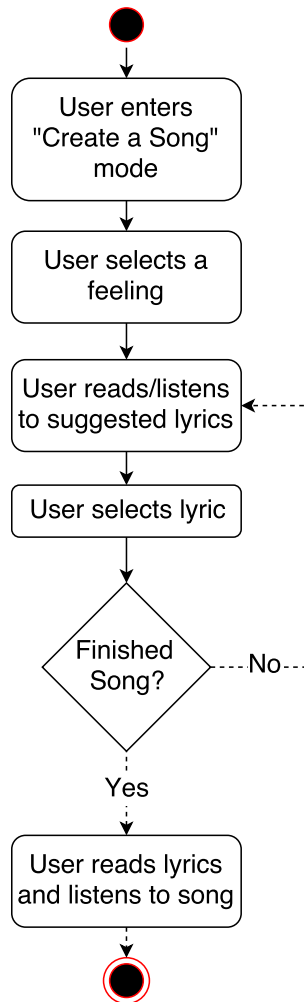 User enters
"Create a Song"
mode
User selects a
feeling
User reads/listens
to suggested lyrics
User selects lyric
Finished
Song?
No
Yes
User reads lyrics
and listens to song